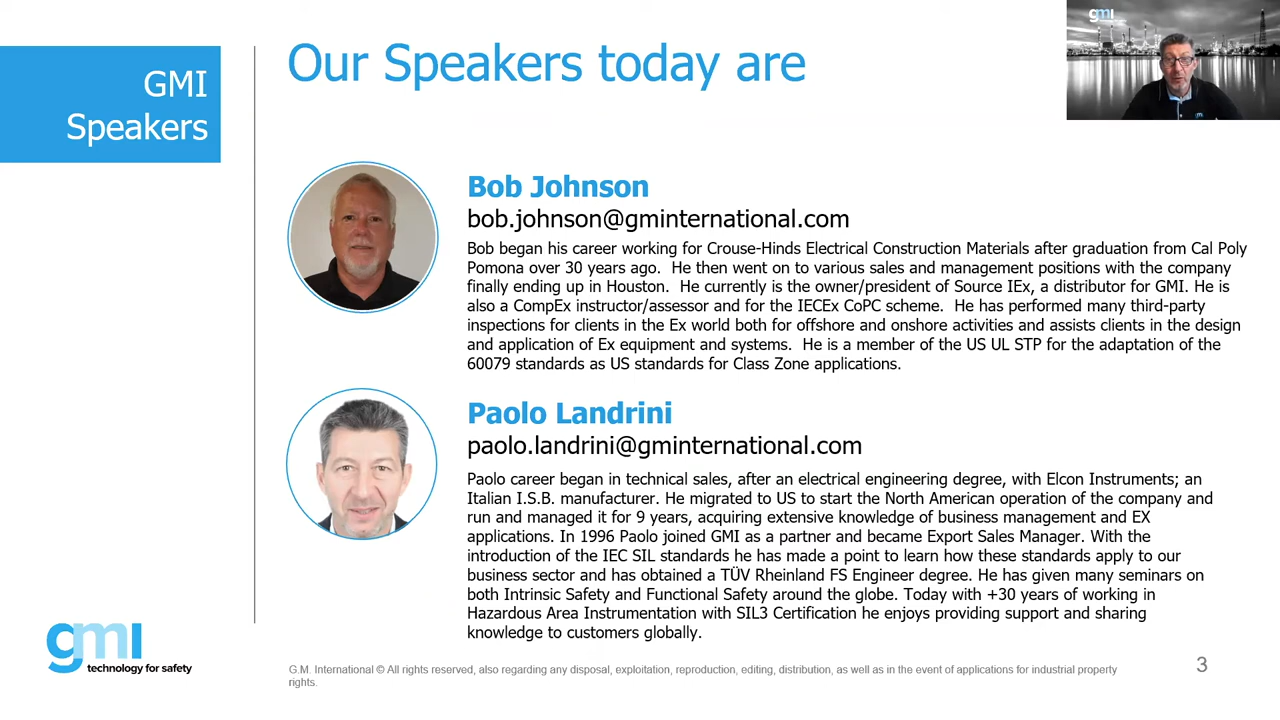 GMI
Speakers
Our Speakers today are
gmi
Bob Johnson
bob.johnson@gminternational.com
Bob began his career working for Crouse-Hinds Electrical Construction Materials after graduation from Cal Poly
Pomona over 30 years ago. He then went on to various sales and management positions with the company
finally ending up in Houston. He currently is the owner/president of Source IEx, a distributor for GMI. He is
also a CompEx instructor/assessor and for the IECEx CoPC scheme. He has performed many third-party
inspections for clients in the Ex world both for offshore and onshore activities and assists clients in the design
and application of Ex equipment and systems. He is a member of the US UL STP for the adaptation of the
60079 standards as US standards for Class Zone applications.
Paolo Landrini
paolo.landrini@gminternational.com
Paolo career began in technical sales, after an electrical engineering degree, with Elcon Instruments; an
Italian I.S.B. manufacturer. He migrated to US to start the North American operation of the company and
run and managed it for 9 years, acquiring extensive knowledge of business management and EX
applications. In 1996 Paolo joined GMI as a partner and became Export Sales Manager. With the
introduction of the IEC SIL standards he has made a point to learn how these standards apply to our
business sector and has obtained a TÜV Rheinland FS Engineer degree. He has given many seminars on
both Intrinsic Safety and Functional Safety around the globe. Today with +30 years of working in
Hazardous Area Instrumentation with SIL3 Certification he enjoys providing support and sharing
knowledge to customers globally.
gmi
technology for safety
G.M. International © All rights reserved, also regarding any disposal, exploitation, reproduction, editing, distribution, as well as in the event of applications for industrial property
rights.
3